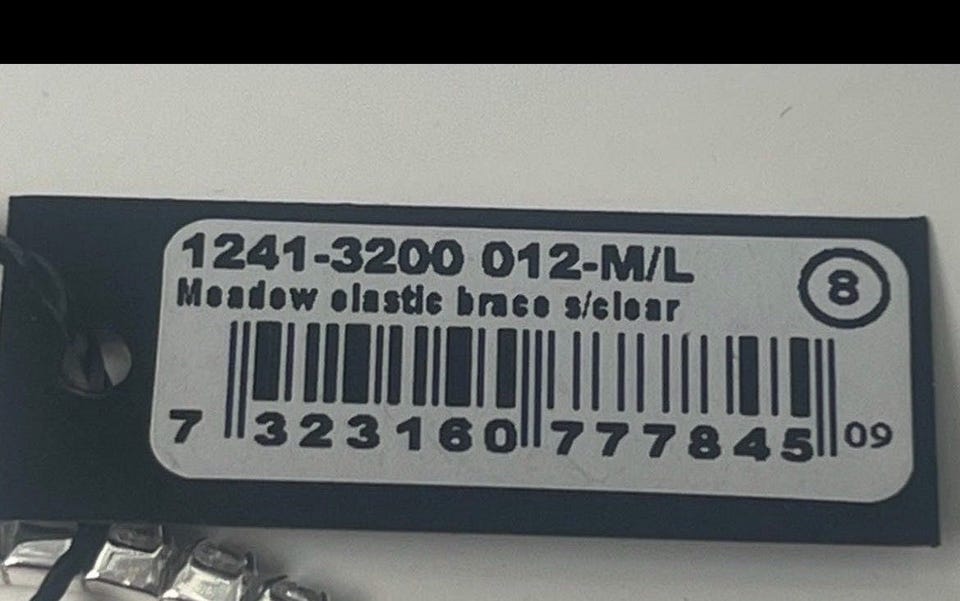 1241-3200 012-M/L
8
Meadow elastic brace s/clear
7 323160 777845 09